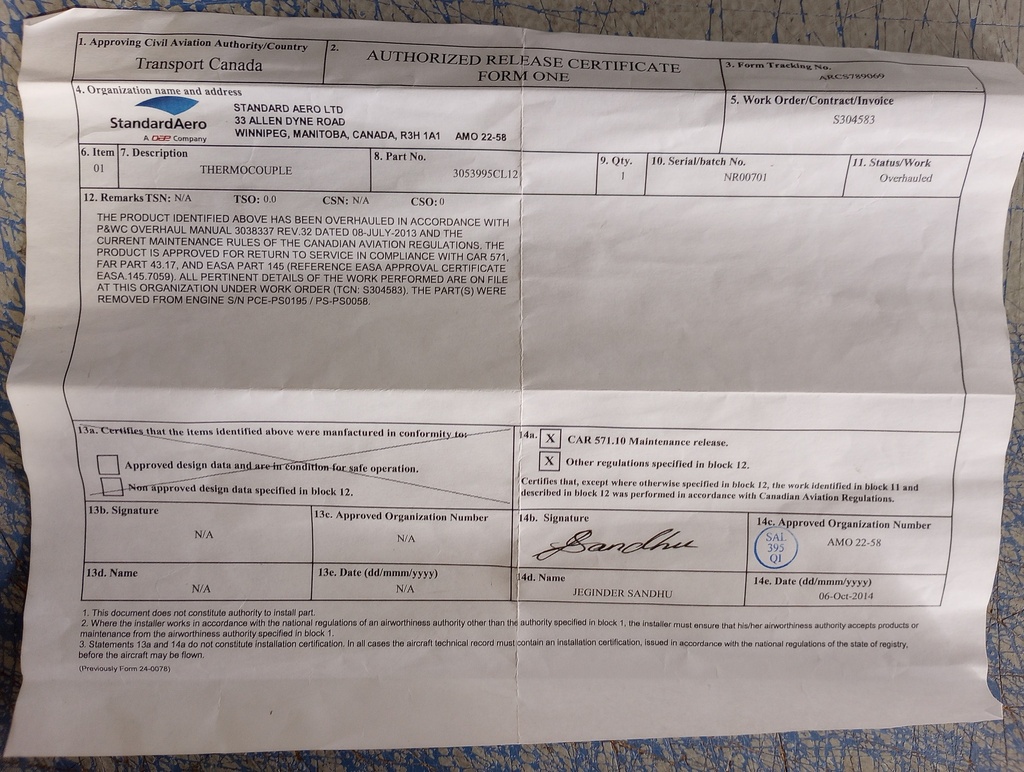 1. Approving Civil Aviation Authority/Country
Transport Canada
2.
AUTHORIZED RELEASE CERTIFICATE
FORM ONE
3. Form Tracking No.
ARCS789069
4. Organization name and address
StandardAero
A DAE Company
STANDARD AERO LTD
33 ALLEN DYNE ROAD
WINNIPEG, MANITOBA, CANADA, R3H 1A1 AMO 22-58
5. Work Order/Contract/Invoice
S304583
6. Item
01
7. Description
THERMOCOUPLE
8. Part No.
3053995CL12
9. Qty.
1
10. Serial/batch No.
NR00701
11. Status/Work
Overhauled
12. Remarks TSN: N/A TSO: 0.0 CSN: N/A CSO: 0
THE PRODUCT IDENTIFIED ABOVE HAS BEEN OVERHAULED IN ACCORDANCE WITH
P&WC OVERHAUL MANUAL 3038337 REV.32 DATED 08-JULY-2013 AND THE
CURRENT MAINTENANCE RULES OF THE CANADIAN AVIATION REGULATIONS. THE
PRODUCT IS APPROVED FOR RETURN TO SERVICE IN COMPLIANCE WITH CAR 571,
FAR PART 43.17, AND EASA PART 145 (REFERENCE EASA APPROVAL CERTIFICATE
EASA.145.7059). ALL PERTINENT DETAILS OF THE WORK PERFORMED ARE ON FILE
AT THIS ORGANIZATION UNDER WORK ORDER (TCN: S304583). THE PART(S) WERE
REMOVED FROM ENGINE S/N PCE-PS0195 / PS-PS0058.
13a. Certifies that the items identified above were manfactured in conformity to:
Approved design data and are in condition for safe operation.
Non approved design data specified in block 12.
14a. X CAR 571.10 Maintenance release.
X Other regulations specified in block 12.
Certifies that, except where otherwise specified in block 12, the work identified in block 11 and
described in block 12 was performed in accordance with Canadian Aviation Regulations.
13b. Signature
N/A
13c. Approved Organization Number
N/A
14b. Signature
Sandhu
14c. Approved Organization Number
SAL
395
QI
AMO 22-58
13d. Name
N/A
13e. Date (dd/mmm/yyyy)
N/A
14d. Name
JEGINDER SANDHU
14e. Date (dd/mmm/yyyy)
06-Oct-2014
1. This document does not constitute authority to install part.
2. Where the installer works in accordance with the national regulations of an airworthiness authority other than the authority specified in block 1, the installer must ensure that his/her airworthiness authority accepts products or
maintenance from the airworthiness authority specified in block 1.
3. Statements 13a and 14a do not constitute installation certification. In all cases the aircraft technical record must contain an installation certification, issued in accordance with the national regulations of the state of registry,
before the aircraft may be flown.
(Previously Form 24-0078)